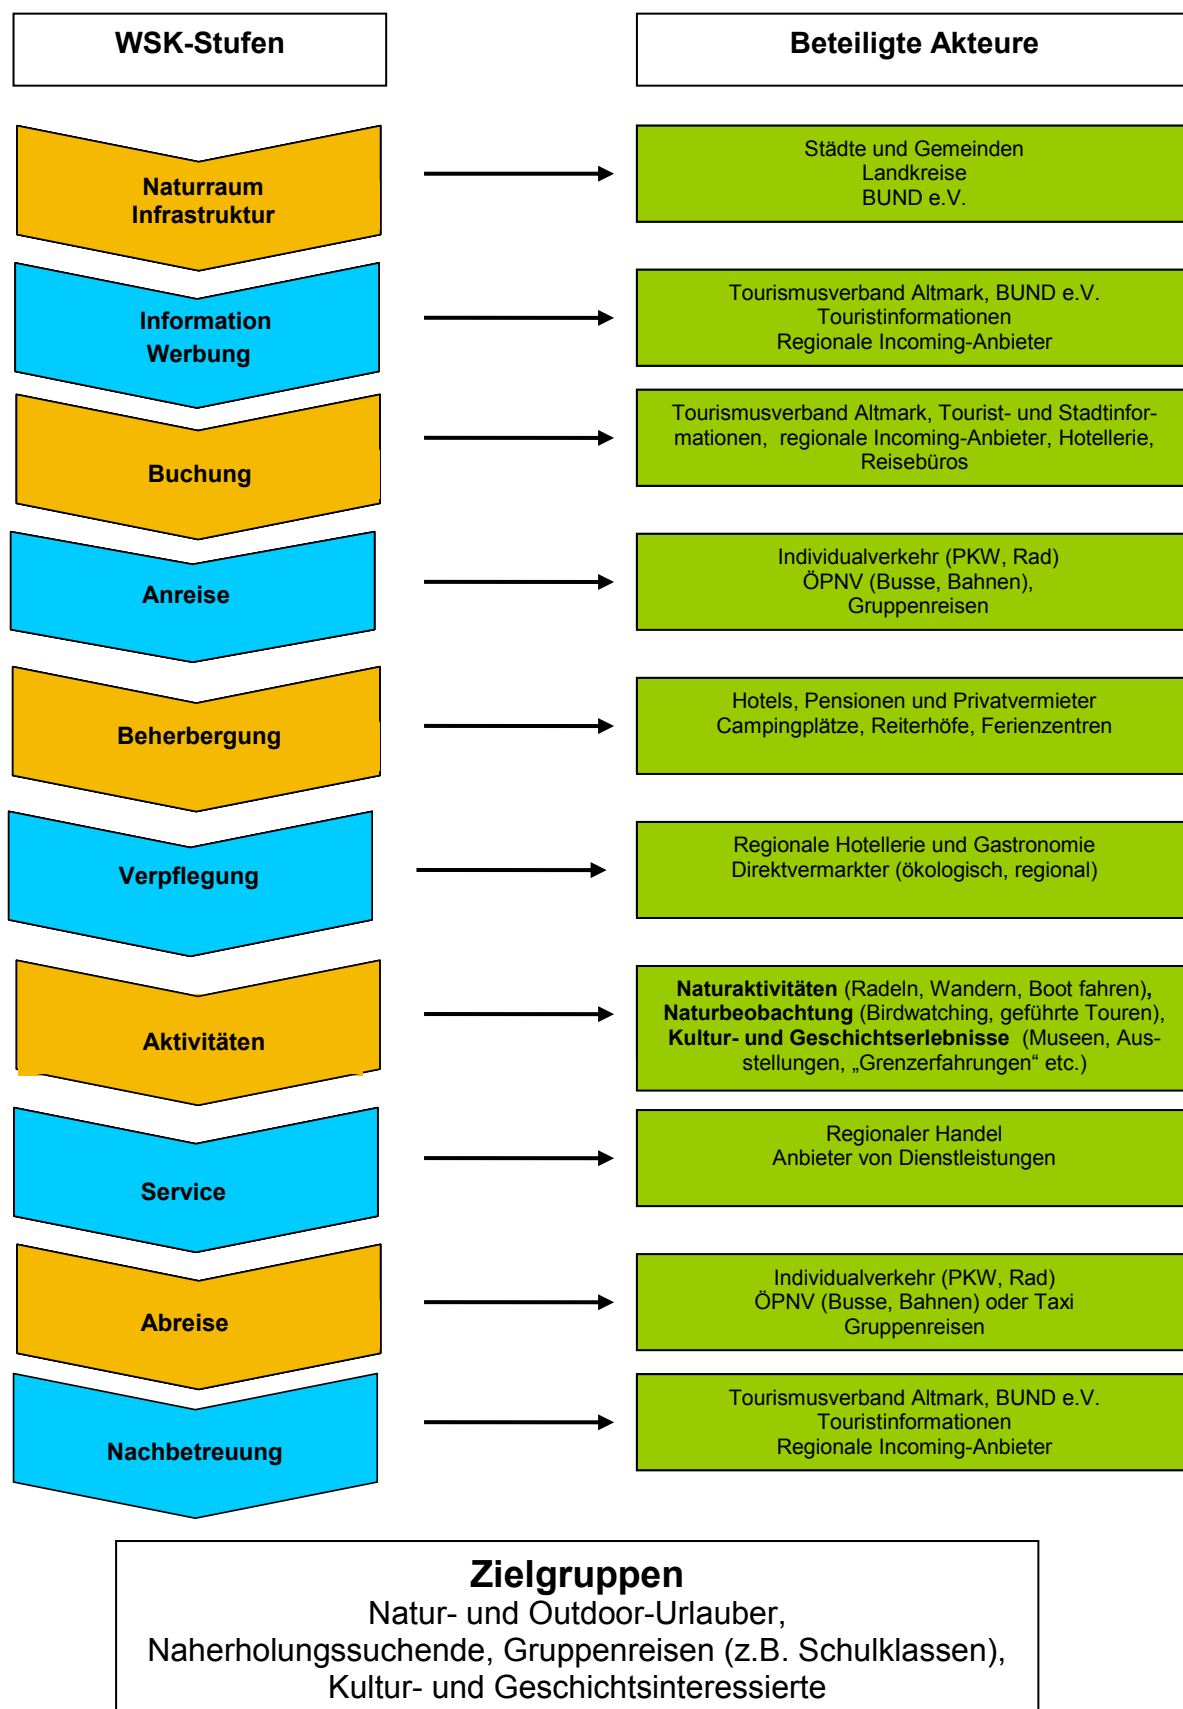 WSK-Stufen
Beteiligte Akteure
Naturraum
Infrastruktur
Städte und Gemeinden
Landkreise
BUND e.V.
Information
Werbung
Tourismusverband Altmark, BUND e.V.
Touristinformationen
Regionale Incoming-Anbieter
Buchung
Tourismusverband Altmark, Tourist- und Stadtinfor-
mationen, regionale Incoming-Anbieter, Hotellerie,
Reisebüros
Anreise
Individualverkehr (PKW, Rad)
ÖPNV (Busse, Bahnen),
Gruppenreisen
Beherbergung
Hotels, Pensionen und Privatvermieter
Campingplätze, Reiterhöfe, Ferienzentren
Verpflegung
Regionale Hotellerie und Gastronomie
Direktvermarkter (ökologisch, regional)
Aktivitäten
Naturaktivitäten (Radeln, Wandern, Boot fahren),
Naturbeobachtung (Birdwatching, geführte Touren),
Kultur- und Geschichtserlebnisse (Museen, Aus-
stellungen, „Grenzerfahrungen“ etc.)
Service
Regionaler Handel
Anbieter von Dienstleistungen
Abreise
Individualverkehr (PKW, Rad)
ÖPNV (Busse, Bahnen) oder Taxi
Gruppenreisen
Nachbetreuung
Tourismusverband Altmark, BUND e.V.
Touristinformationen
Regionale Incoming-Anbieter
Zielgruppen
Natur- und Outdoor-Urlauber,
Naherholungssuchende, Gruppenreisen (z.B. Schulklassen),
Kultur- und Geschichtsinteressierte